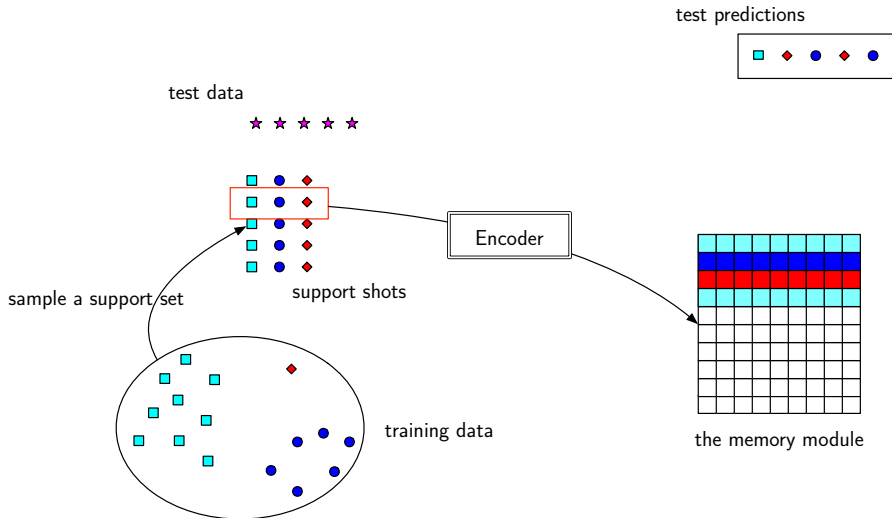 test predictions
test data
Encoder
sample a support set
support shots
training data
the memory module